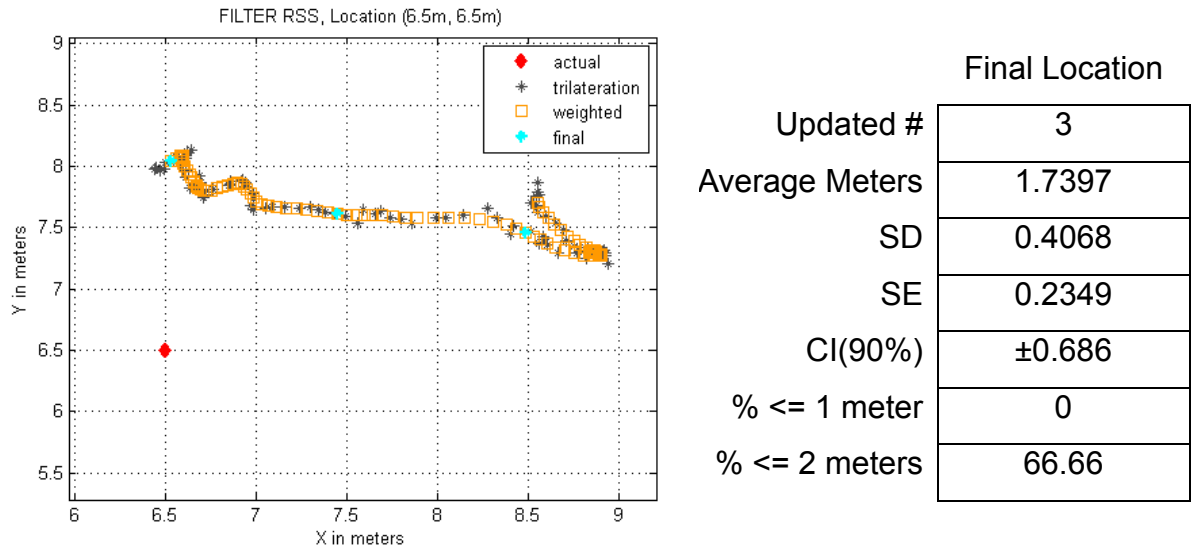 FILTER RSS, Location (6.5m, 6.5m)
9
8.5
8
7.5
7
6.5
6
5.5
Y in meters
6 6.5 7 7.5 8 8.5 9
X in meters
actual
trilateration
weighted
final
Final Location
Updated # 3
Average Meters 1.7397
SD 0.4068
SE 0.2349
CI(90%) ±0.686
% <= 1 meter 0
% <= 2 meters 66.66